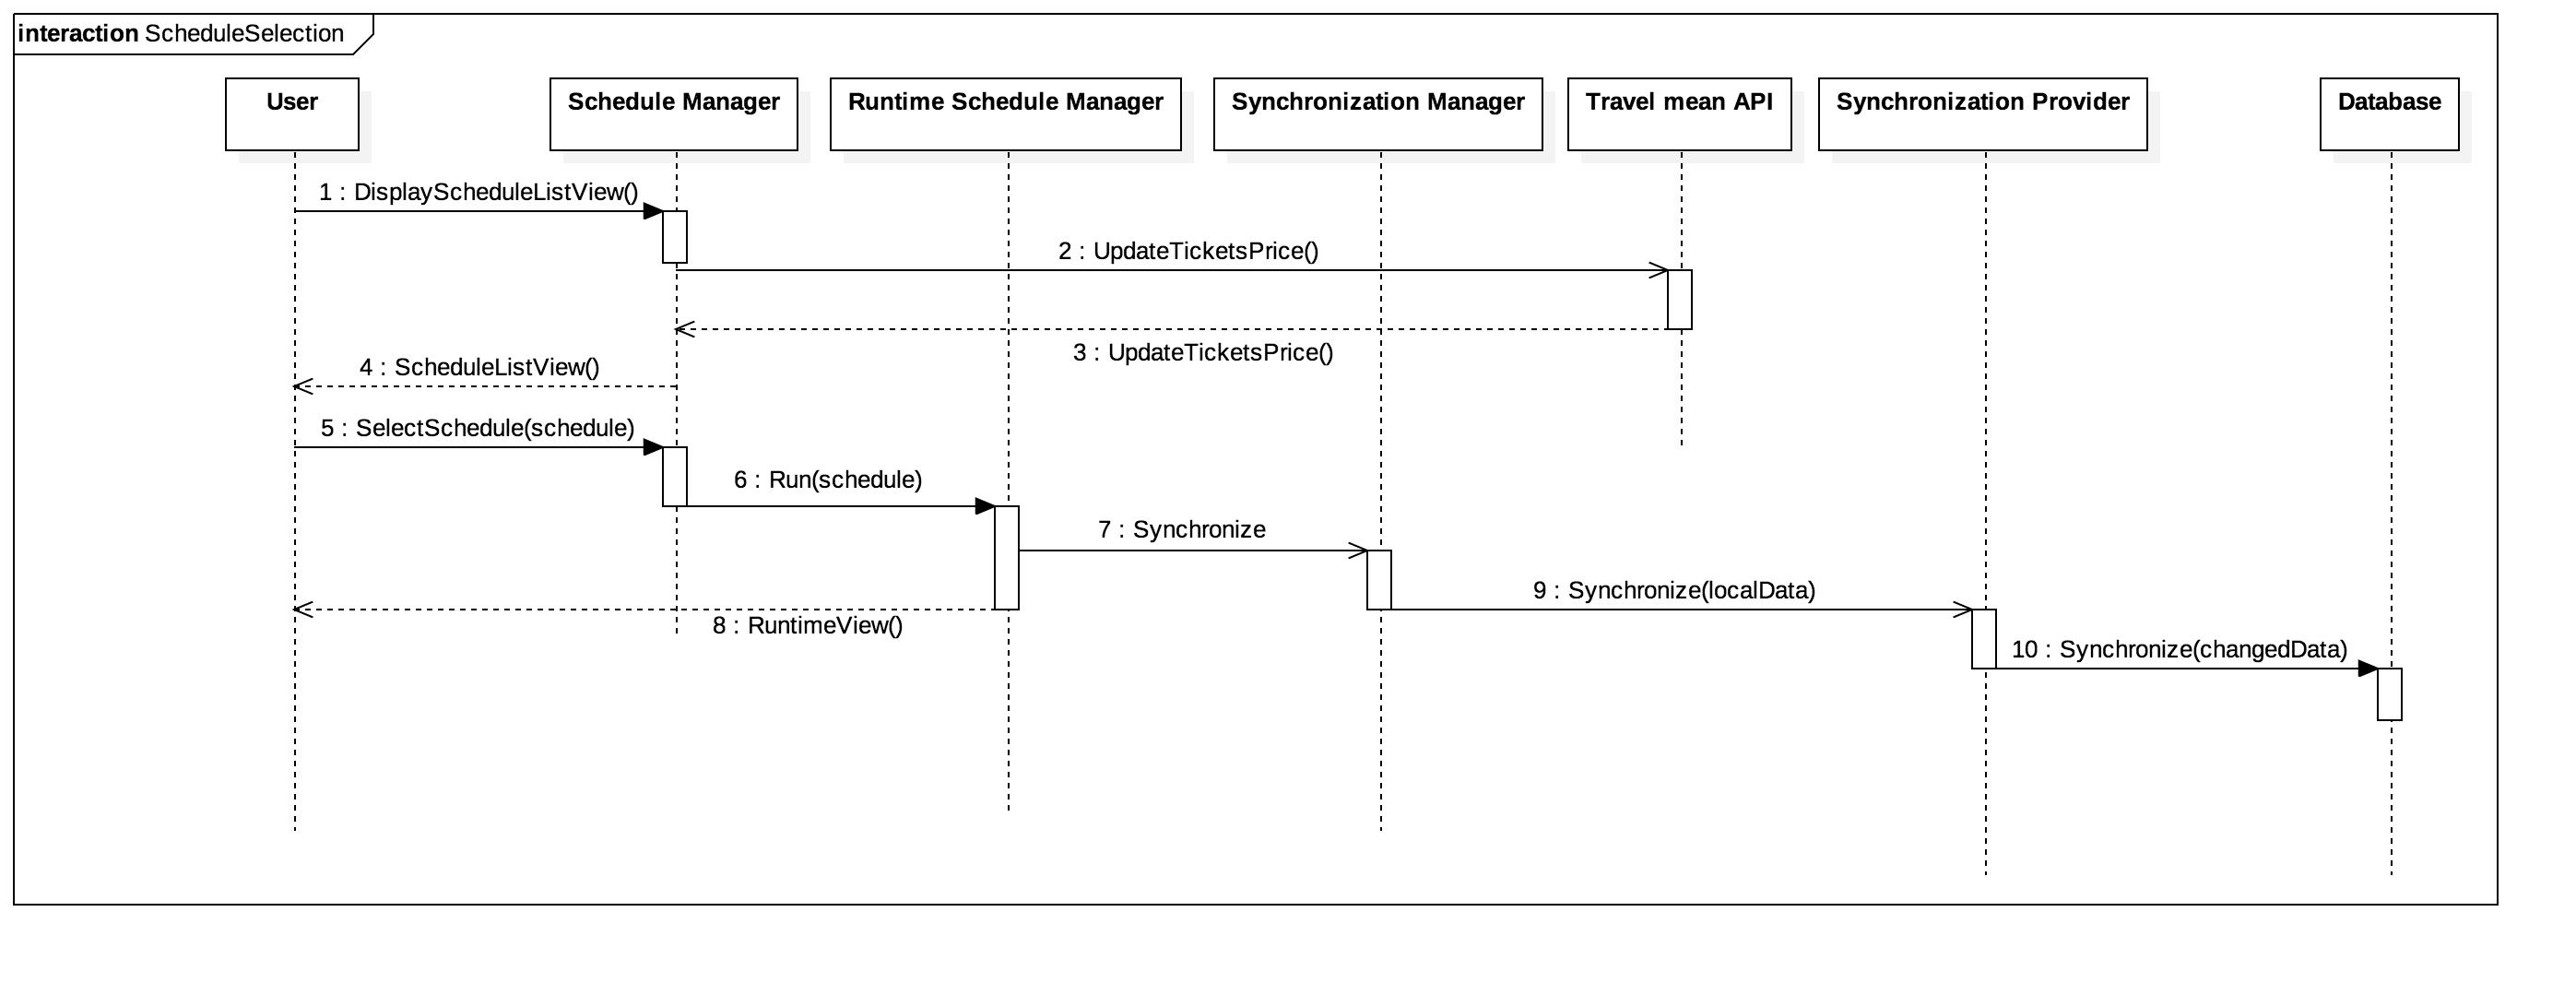 interaction ScheduleSelection
User
Schedule Manager
Runtime Schedule Manager
Synchronization Manager
Travel mean API
Synchronization Provider
Database
1 : DisplayScheduleListView()
2 : UpdateTicketsPrice()
3 : UpdateTicketsPrice()
4 : ScheduleListView()
5 : SelectSchedule(schedule)
6 : Run(schedule)
7 : Synchronize
9 : Synchronize(localData)
8 : RuntimeView()
10 : Synchronize(changedData)